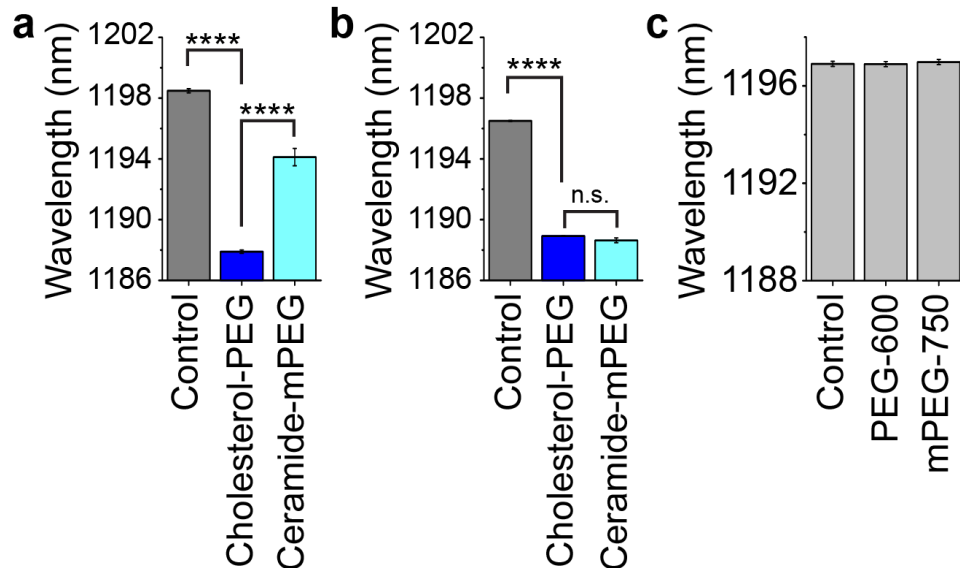 a
Wavelength (nm)
1202
1198
1194
1190
1186
****
****
Control
Cholesterol-PEG
Ceramide-mPEG
b
Wavelength (nm)
1202
1198
1194
1190
1186
****
n.s.
Control
Cholesterol-PEG
Ceramide-mPEG
c
Wavelength (nm)
1196
1192
1188
Control
PEG-600
mPEG-750